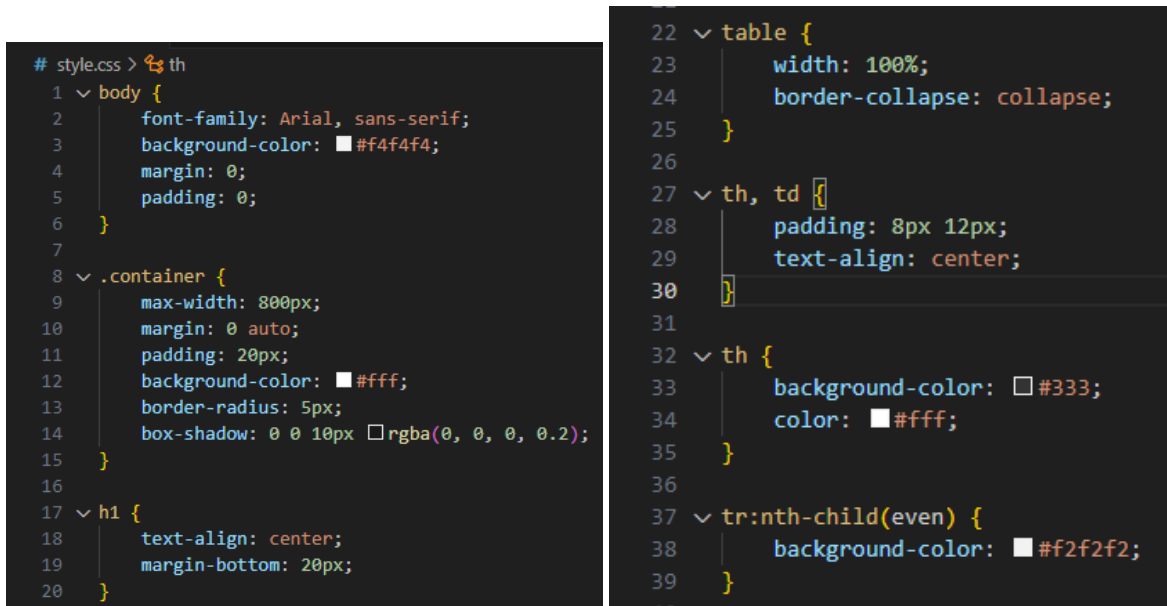 # style.css > th
1 body {
2 font-family: Arial, sans-serif;
3 background-color: #f4f4f4;
4 margin: 0;
5 padding: 0;
6 }
7
8 .container {
9 max-width: 800px;
10 margin: 0 auto;
11 padding: 20px;
12 background-color: #fff;
13 border-radius: 5px;
14 box-shadow: 0 0 10px rgba(0, 0, 0, 0.2);
15 }
16
17 h1 {
18 text-align: center;
19 margin-bottom: 20px;
20 }
22 table {
23 width: 100%;
24 border-collapse: collapse;
25 }
26
27 th, td {
28 padding: 8px 12px;
29 text-align: center;
30 }
31
32 th {
33 background-color: #333;
34 color: #fff;
35 }
36
37 tr:nth-child(even) {
38 background-color: #f2f2f2;
39 }